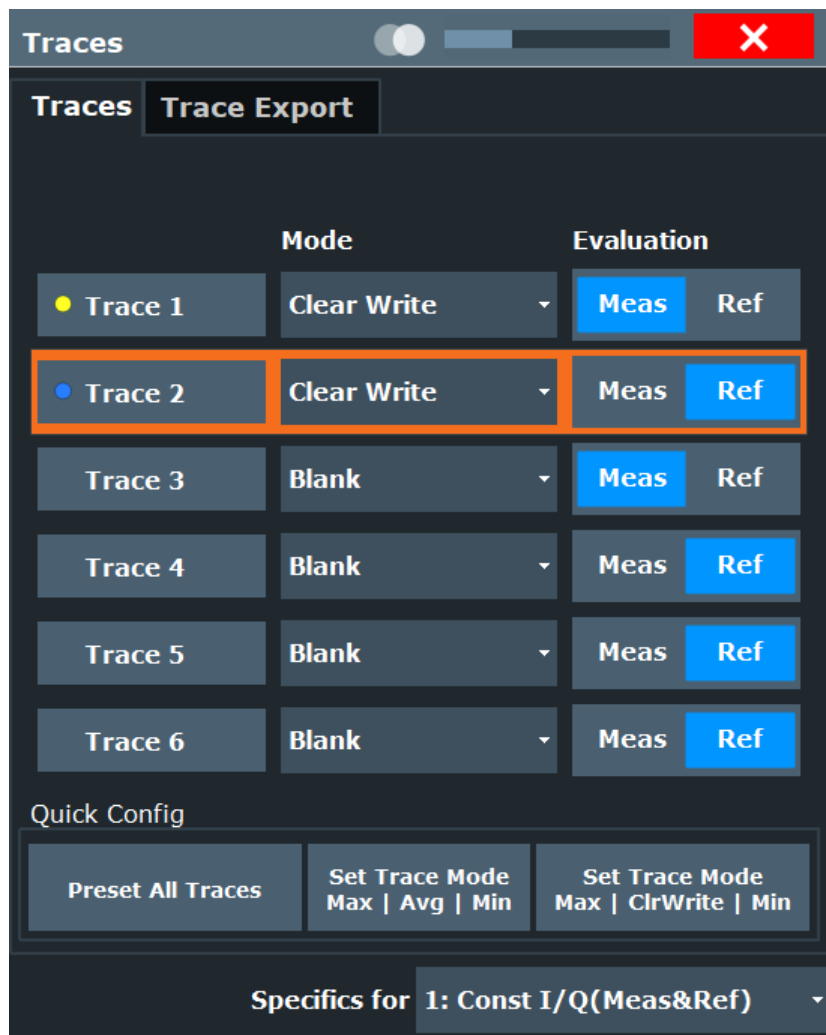 Traces
Traces Trace Export
Mode Evaluation
Trace 1 Clear Write Meas Ref
Trace 2 Clear Write Meas Ref
Trace 3 Blank Meas Ref
Trace 4 Blank Meas Ref
Trace 5 Blank Meas Ref
Trace 6 Blank Meas Ref
Quick Config
Preset All Traces
Set Trace Mode
Max | Avg | Min
Set Trace Mode
Max | ClrWrite | Min
Specifics for 1: Const I/Q(Meas&Ref)